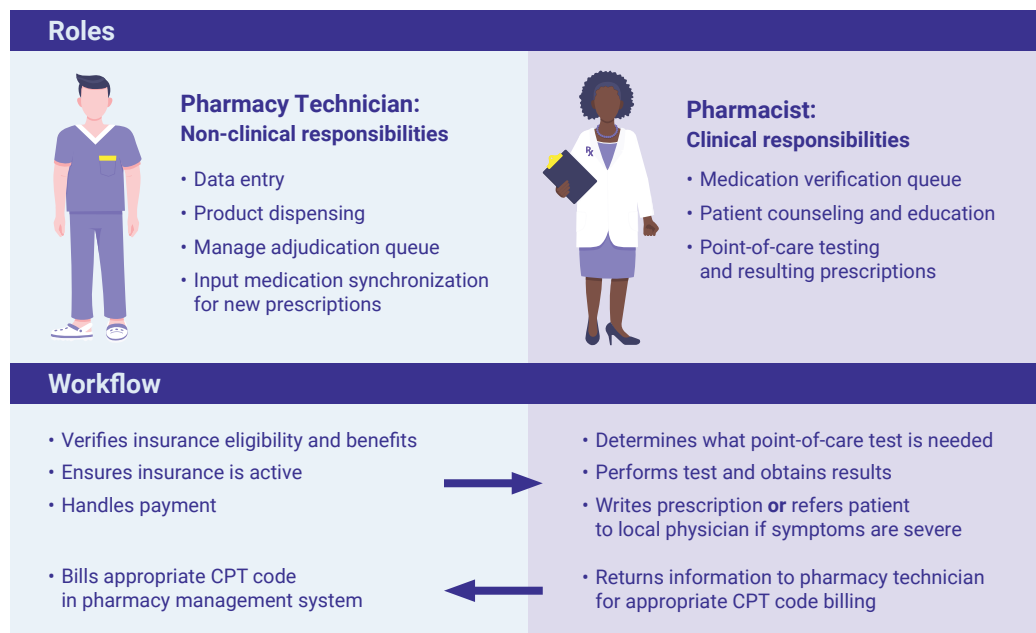 Roles
Pharmacy Technician:
Non-clinical responsibilities
• Data entry
• Product dispensing
• Manage adjudication queue
• Input medication synchronization
for new prescriptions
Rx
Pharmacist:
Clinical responsibilities
• Medication verification queue
• Patient counseling and education
• Point-of-care testing
and resulting prescriptions
Workflow
• Verifies insurance eligibility and benefits
• Ensures insurance is active
• Handles payment
• Determines what point-of-care test is needed
• Performs test and obtains results
• Writes prescription or refers patient
to local physician if symptoms are severe
• Returns information to pharmacy technician
for appropriate CPT code billing
• Bills appropriate CPT code
in pharmacy management system